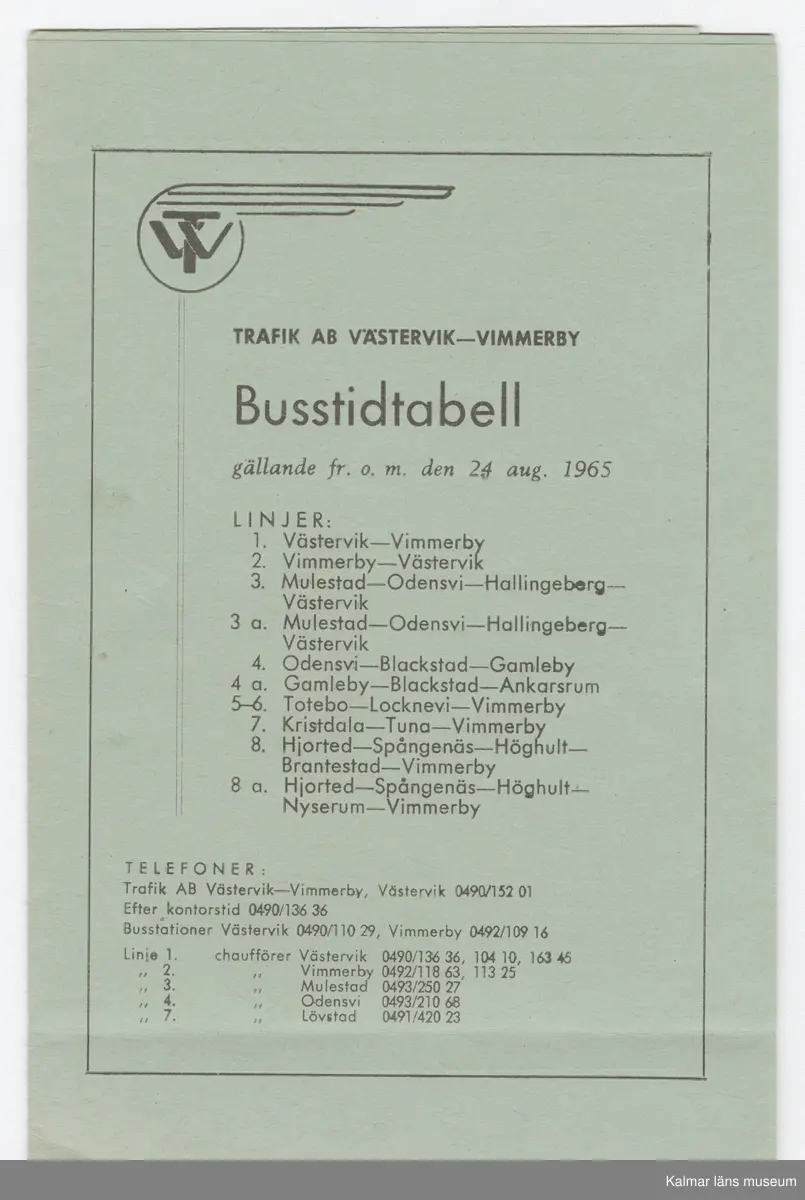 TVV
TRAFIK AB VÄSTERVIK—VIMMERBY
Busstidtabell
gällande fr. o. m. den 24 aug. 1965
LINJER:
1. Västervik—Vimmerby
2. Vimmerby—Västervik
3. Mulestad—Odensvi—Hallingeberg—
Västervik
3 a. Mulestad—Odensvi—Hallingeberg—
Västervik
4. Odensvi—Blackstad—Gamleby
4 a. Gamleby—Blackstad—Ankarsrum
5–6. Totebo—Locknevi—Vimmerby
7. Kristdala—Tuna—Vimmerby
8. Hjorted—Spångenäs—Höghult—
Brantestad—Vimmerby
8 a. Hjorted—Spångenäs—Höghult—
Nyserum—Vimmerby
TELEFONER:
Trafik AB Västervik—Vimmerby, Västervik 0490/152 01
Efter kontorstid 0490/136 36
Busstationer Västervik 0490/110 29, Vimmerby 0492/109 16
Linje 1. chaufförer Västervik 0490/136 36, 104 10, 163 45
,, 2. ,, Vimmerby 0492/118 63, 113 25
,, 3. ,, Mulestad 0493/250 27
,, 4. ,, Odensvi 0493/210 68
,, 7. ,, Lövstad 0491/420 23
Kalmar läns museum